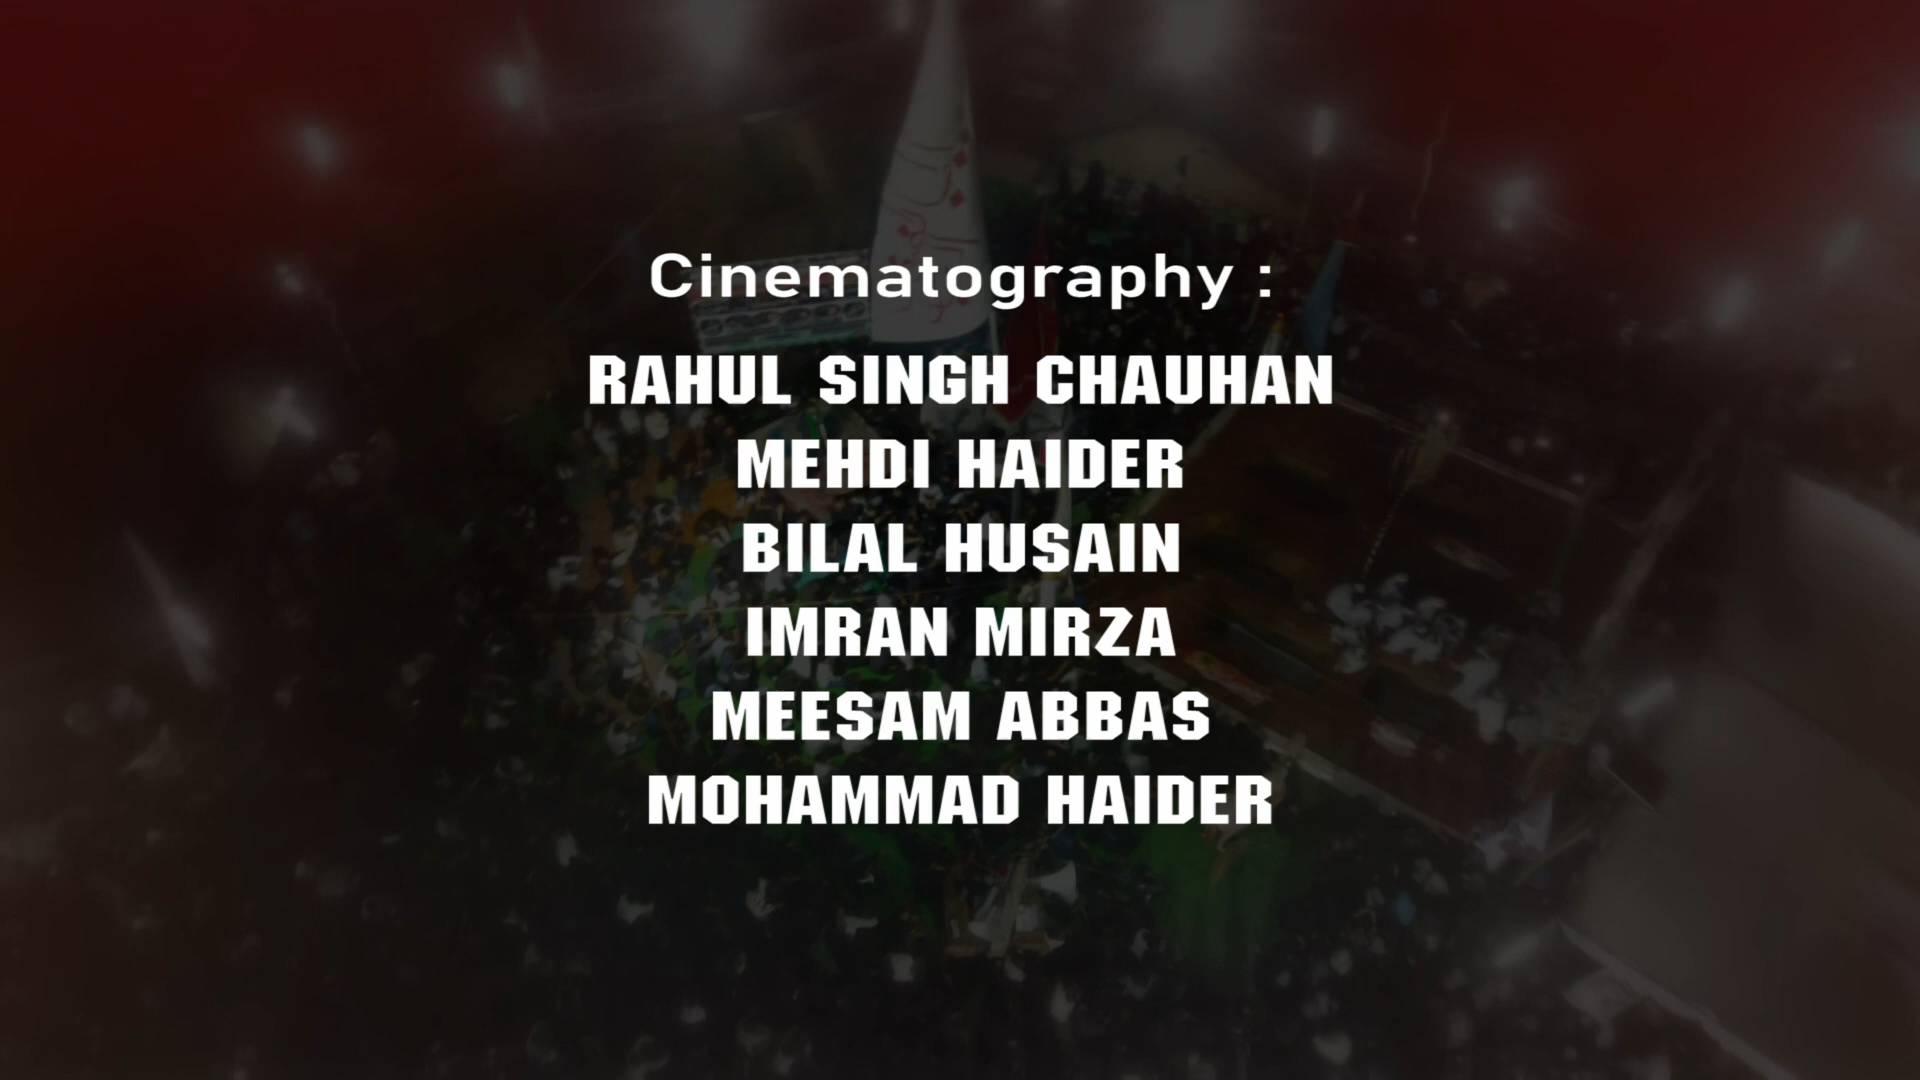 Cinematography :
RAHUL SINGH CHAUHAN
MEHDI HAIDER
BILAL HUSAIN
IMRAN MIRZA
MEESAM ABBAS
MOHAMMAD HAIDER